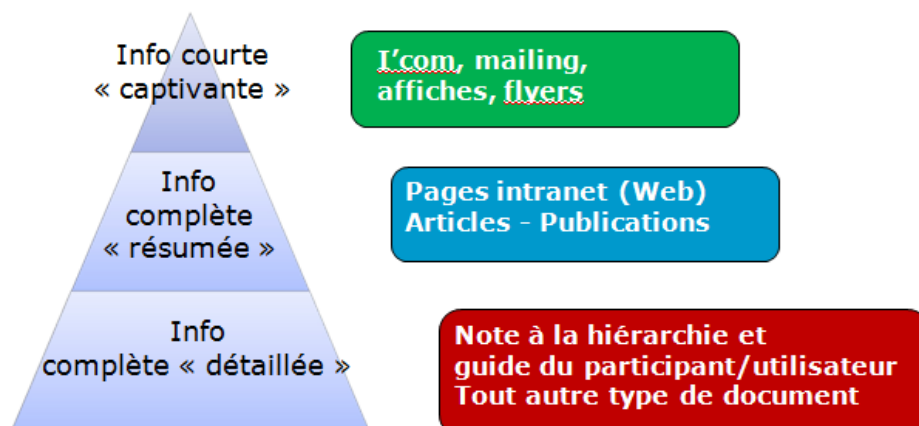 Info courte
« captivante »
I'com, mailing,
affiches, flyers
Info
complète
« résumée »
Pages intranet (Web)
Articles - Publications
Info
complète « détaillée »
Note à la hiérarchie et
guide du participant/utilisateur
Tout autre type de document